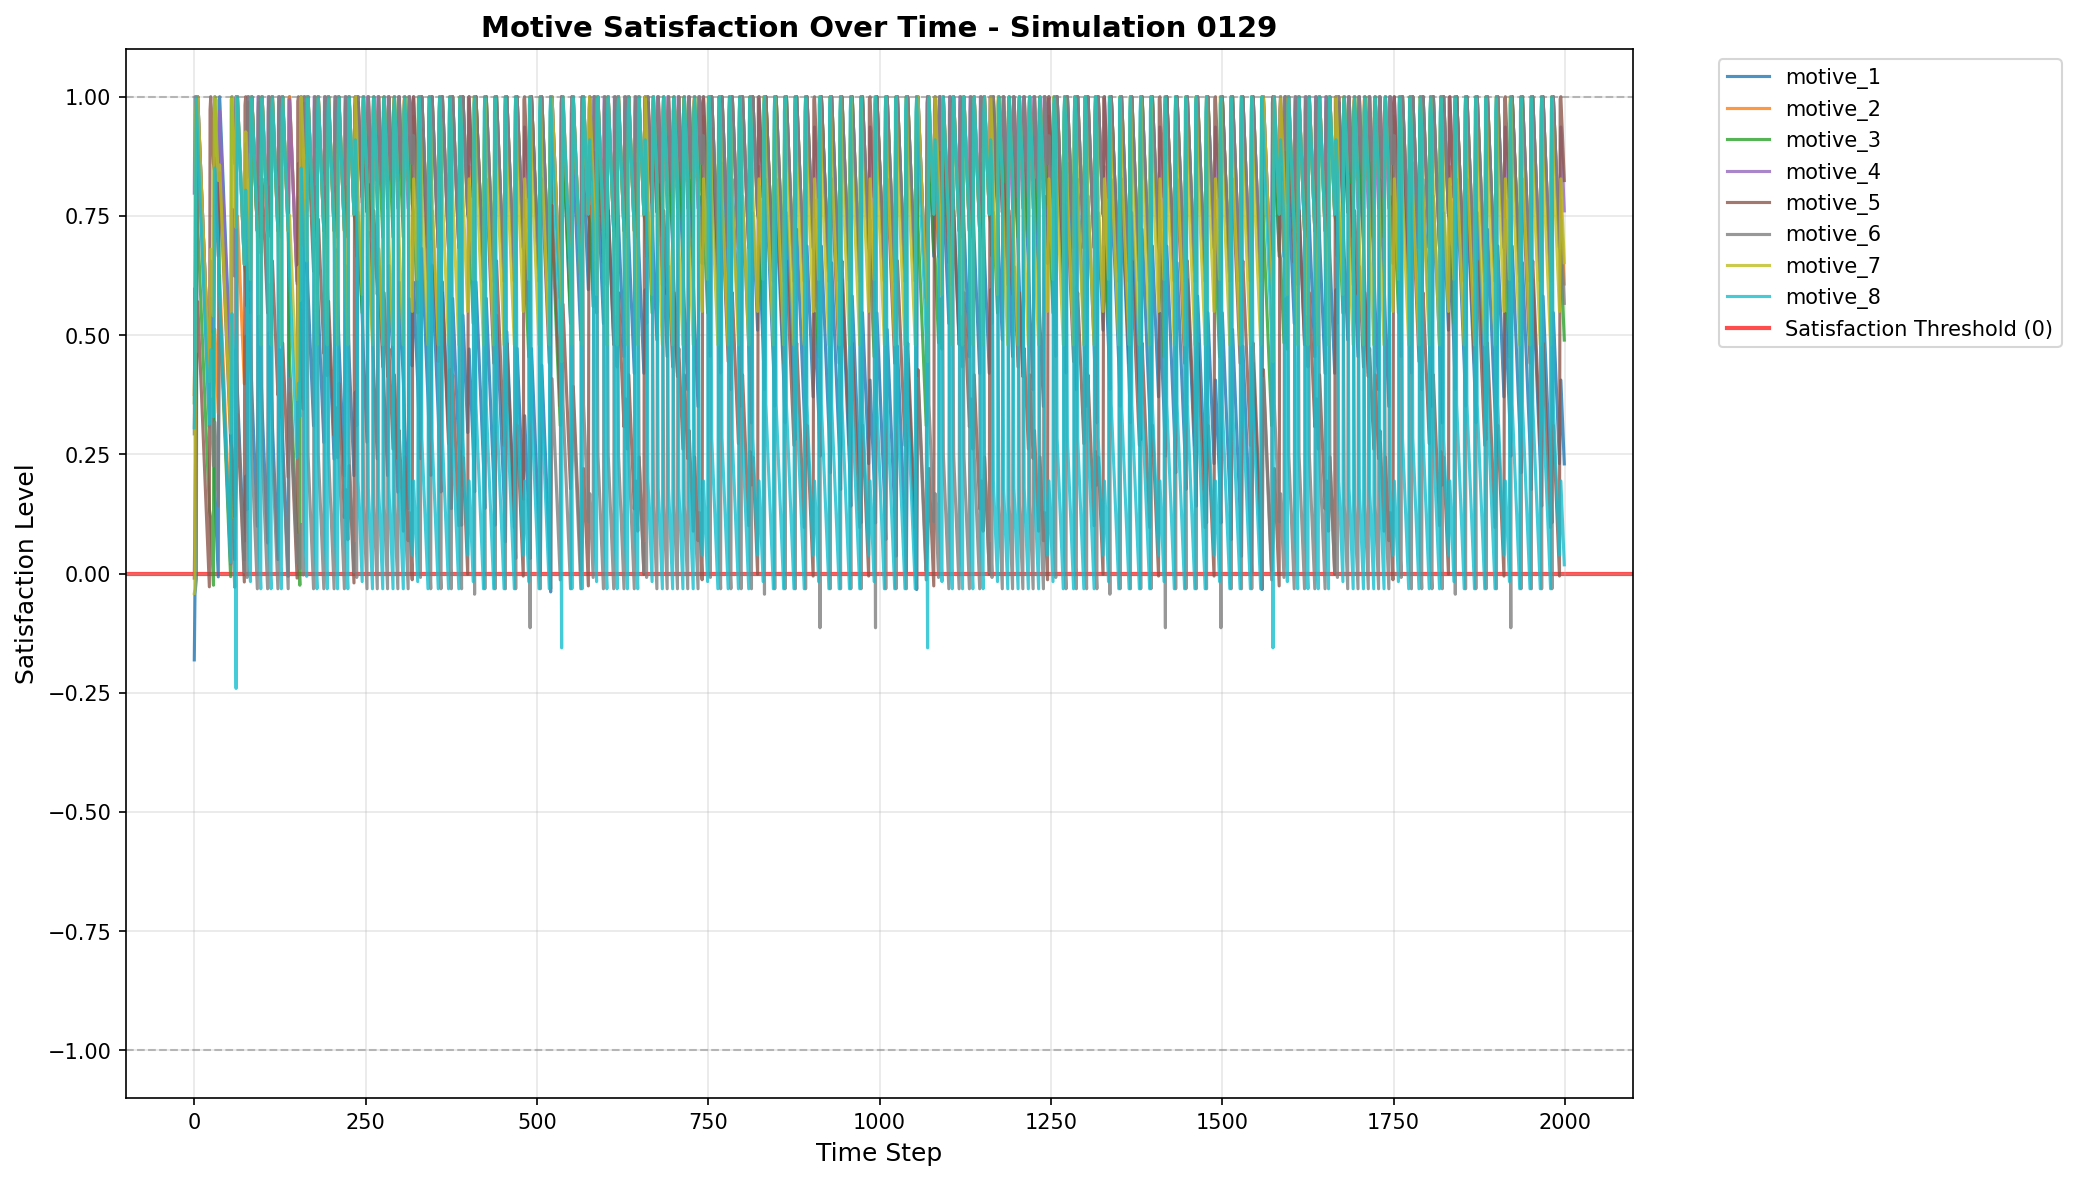 Motive Satisfaction Over Time - Simulation 0129
Satisfaction Level
1.00
0.75
0.50
0.25
0.00
−0.25
−0.50
−0.75
−1.00
0
250
500
750
1000
1250
1500
1750
2000
Time Step
motive_1
motive_2
motive_3
motive_4
motive_5
motive_6
motive_7
motive_8
Satisfaction Threshold (0)